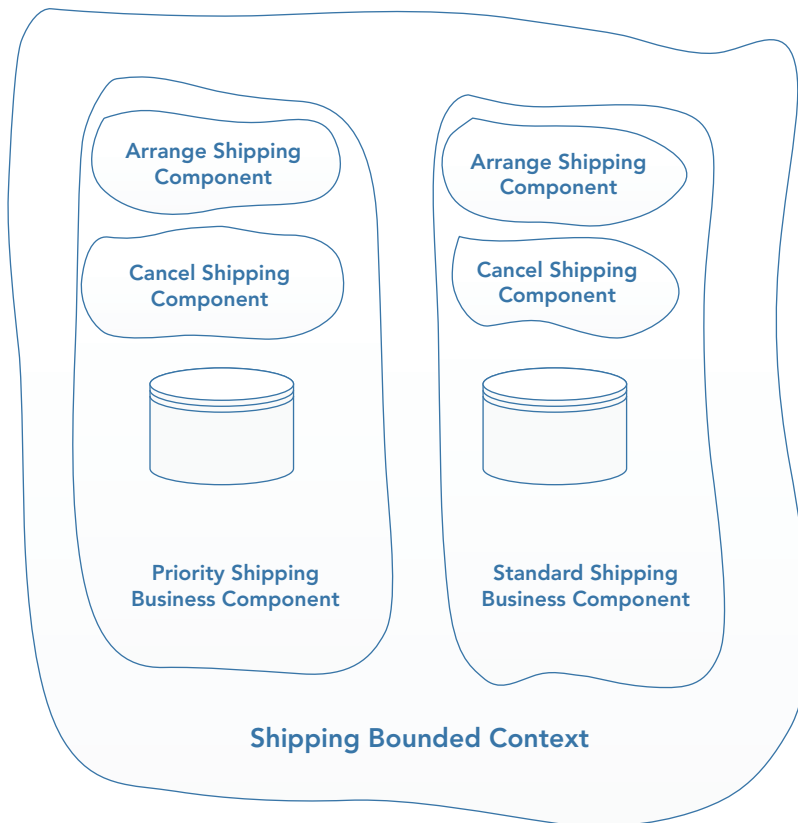 Arrange Shipping
Component
Cancel Shipping
Component
Priority Shipping
Business Component
Arrange Shipping
Component
Cancel Shipping
Component
Standard Shipping
Business Component
Shipping Bounded Context